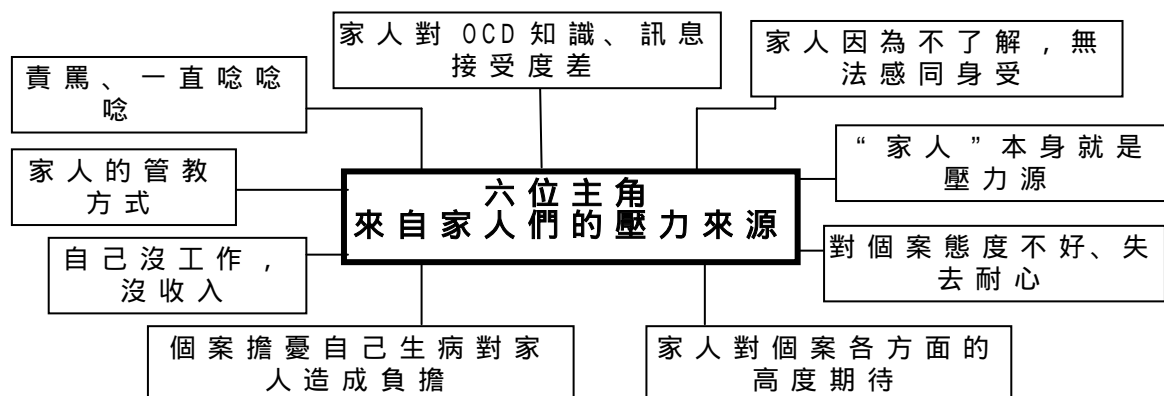 家人對 OCD 知識、訊息
接受度差
家人因為不了解，無
法感同身受
責罵、一直唸唸
唸
“家人”本身就是
壓力源
家人的管教
方式
六位主角
來自家人們的壓力來源
自己沒工作，
沒收入
對個案態度不好、失
去耐心
個案擔憂自己生病對家
人造成負擔
家人對個案各方面的
高度期待